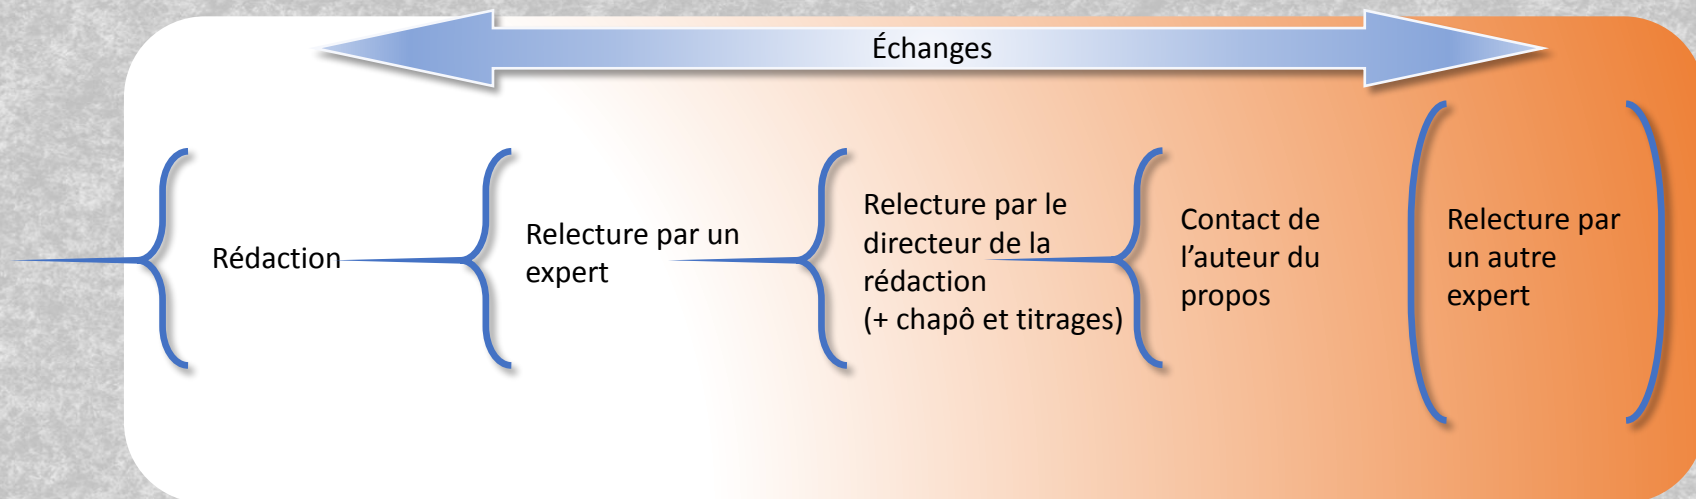 Échanges
Rédaction
Relecture par un
expert
Relecture par le
directeur de la
rédaction
(+ chapô et titrages)
Contact de
l’auteur du
propos
Relecture par
un autre
expert